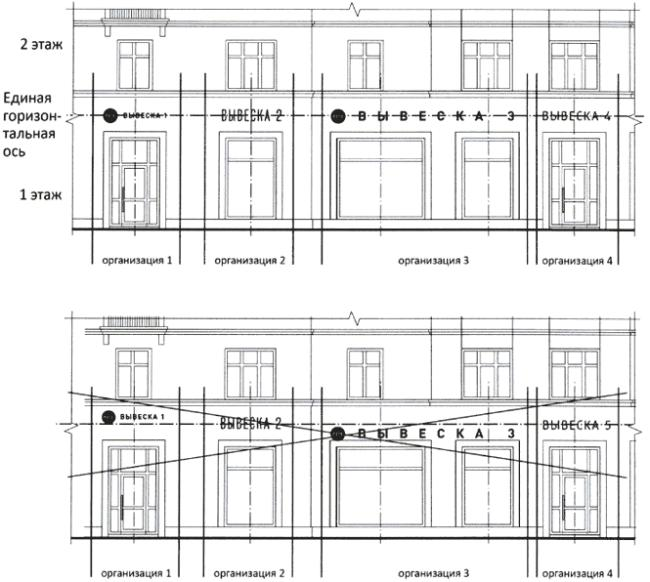 2 этаж
Единая
горизон-
тальная
ось
ВЫВЕСКА 1
ВЫВЕСКА 2
ВЫВЕСКА 3
ВЫВЕСКА 4
1 этаж
организация 1
организация 2
организация 3
организация 4
ВЫВЕСКА 1
ВЫВЕСКА 2
ВЫВЕСКА 3
ВЫВЕСКА 5
организация 1
организация 2
организация 3
организация 4